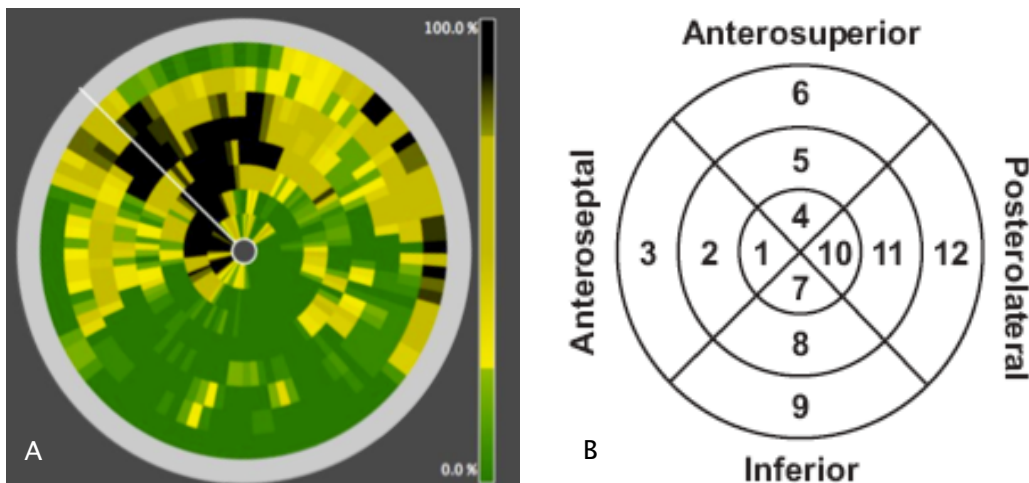 100.0 %
0.0 %
A
Anterosuperior
Anteroseptal
Posterolateral
6
5
4
3
2
1
10
11
12
7
8
9
B
Inferior